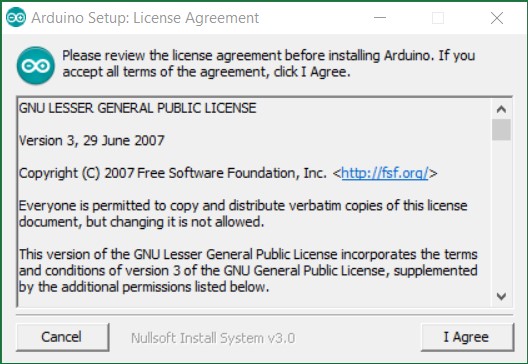 Arduino Setup: License Agreement
Please review the license agreement before installing Arduino. If you
accept all terms of the agreement, click I Agree.
GNU LESSER GENERAL PUBLIC LICENSE
Version 3, 29 June 2007
Copyright (C) 2007 Free Software Foundation, Inc. <http://fsf.org/>
Everyone is permitted to copy and distribute verbatim copies of this license
document, but changing it is not allowed.
This version of the GNU Lesser General Public License incorporates the terms
and conditions of version 3 of the GNU General Public License, supplemented
by the additional permissions listed below.
Cancel
Nullsoft Install System v3.0
I Agree